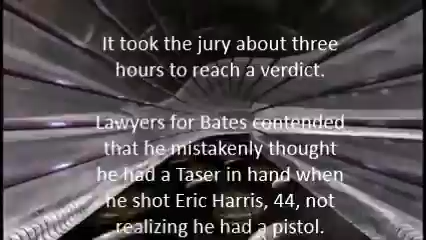 It took the jury about three
hours to reach a verdict.
Lawyers for Bates contended
that he mistakenly thought
he had a Taser in hand when
he shot Eric Harris, 44, not
realizing he had a pistol.